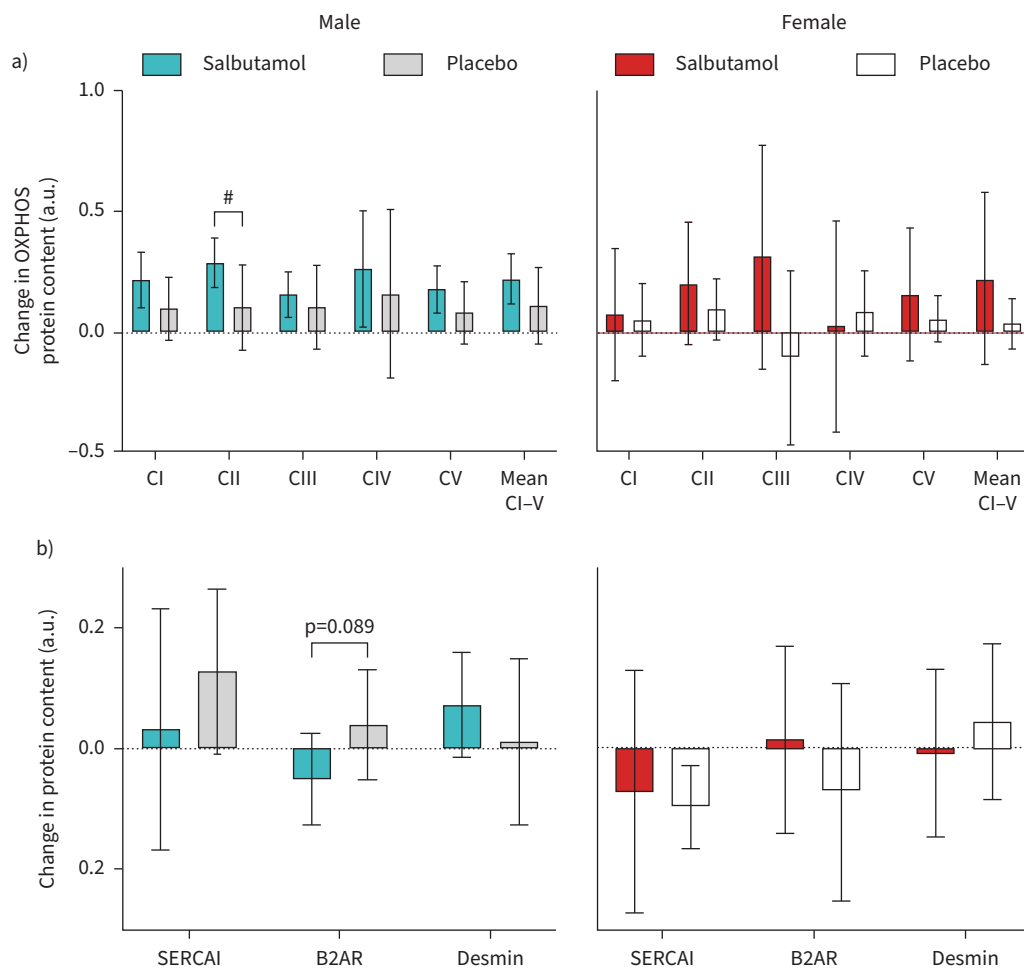 Male
Female
a)
Salbutamol
Placebo
Salbutamol
Placebo
Change in OXPHOS
protein content (a.u.)
1.0
0.5
0.0
–0.5
#
CI
CII
CIII
CIV
CV
Mean
CI–V
CI
CII
CIII
CIV
CV
Mean
CI–V
b)
Change in protein content (a.u.)
0.2
0.0
0.2
p=0.089
SERCAI
B2AR
Desmin
SERCAI
B2AR
Desmin